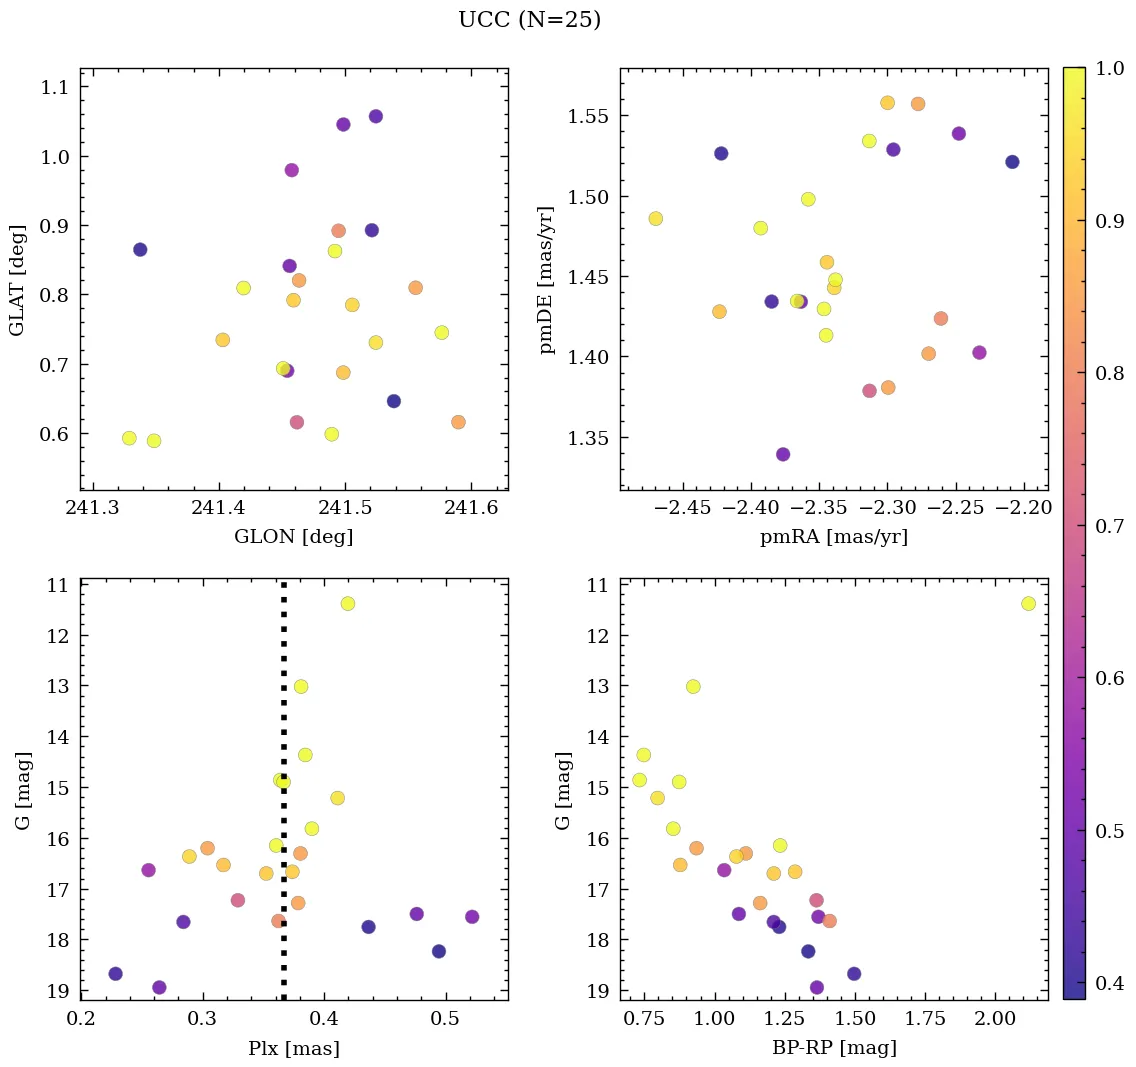 UCC (N=25)
1.1
1.0
0.9
0.8
0.7
0.6
GLAT [deg]
241.3 241.4 241.5 241.6
GLON [deg]
1.55
1.50
1.45
1.40
1.35
pmDE [mas/yr]
−2.45 −2.40 −2.35 −2.30 −2.25 −2.20
pmRA [mas/yr]
11
12
13
14
15
16
17
18
19
G [mag]
0.2 0.3 0.4 0.5
Plx [mas]
11
12
13
14
15
16
17
18
19
G [mag]
0.75 1.00 1.25 1.50 1.75 2.00
BP-RP [mag]
1.0
0.9
0.8
0.7
0.6
0.5
0.4